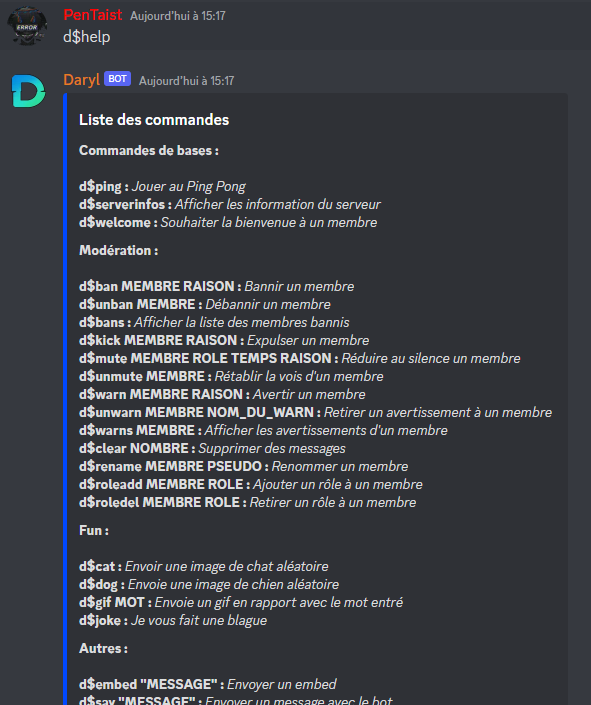 ERROR
PenTaist Aujourd'hui à 15:17
d$help
Daryl BOT Aujourd'hui à 15:17
Liste des commandes
Commandes de bases :
d$ping : Jouer au Ping Pong
d$serverinfos : Afficher les information du serveur
d$welcome : Souhaiter la bienvenue à un membre
Modération :
d$ban MEMBRE RAISON : Bannir un membre
d$unban MEMBRE : Débannir un membre
d$bans : Afficher la liste des membres bannis
d$kick MEMBRE RAISON : Expulser un membre
d$mute MEMBRE ROLE TEMPS RAISON : Réduire au silence un membre
d$unmute MEMBRE : Rétablir la vois d'un membre
d$warn MEMBRE RAISON : Avertir un membre
d$unwarn MEMBRE NOM_DU_WARN : Retirer un avertissement à un membre
d$warns MEMBRE : Afficher les avertissements d'un membre
d$clear NOMBRE : Supprimer des messages
d$rename MEMBRE PSEUDO : Renommer un membre
d$roleadd MEMBRE ROLE : Ajouter un rôle à un membre
d$roledel MEMBRE ROLE : Retirer un rôle à un membre
Fun :
d$cat : Envoir une image de chat aléatoire
d$dog : Envoie une image de chien aléatoire
d$gif MOT : Envoie un gif en rapport avec le mot entré
d$joke : Je vous fait une blague
Autres :
d$embed "MESSAGE" : Envoyer un embed
d$say "MESSAGE" : Envoyer un message avec le bot